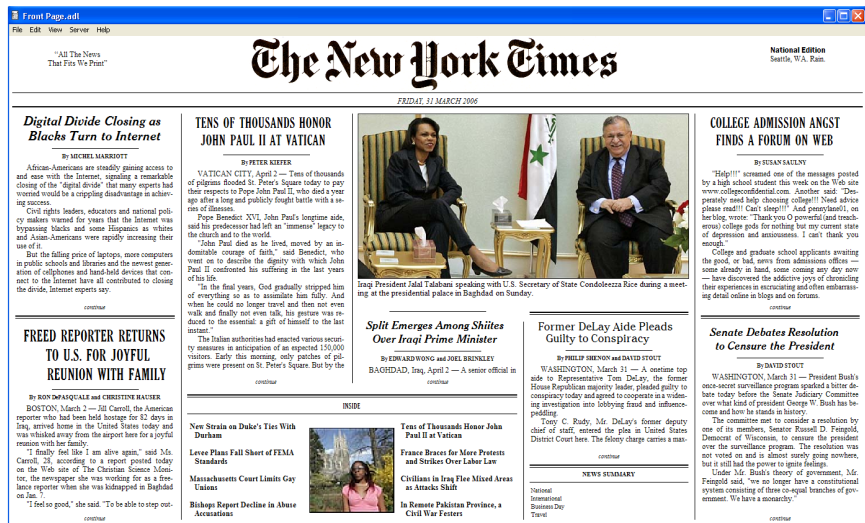 Front Page.adl
File Edit View Server Help
"All The News
That Fits We Print"
The New York Times
National Edition
Seattle, WA. Rain.
FRIDAY, 31 MARCH 2006
Digital Divide Closing as
Blacks Turn to Internet
By MICHEL MARRIOTT
African-Americans are steadily gaining access to
and ease with the Internet, signaling a remarkable
closing of the "digital divide" that many experts had
worried would be a crippling disadvantage in achiev-
ing success.
Civil rights leaders, educators and national poli-
cy makers warned for years that the Internet was
bypassing blacks and some Hispanics as whites
and Asian-Americans were rapidly increasing their
use of it.
But the falling price of laptops, more computers
in public schools and libraries and the newest gener-
ation of cellphones and hand-held devices that con-
nect to the Internet have all contributed to closing
the divide, Internet experts say.
continue
FREED REPORTER RETURNS
TO U.S. FOR JOYFUL
REUNION WITH FAMILY
By RON DePASQUALE and CHRISTINE HAUSER
BOSTON, March 2 — Jill Carroll, the American
reporter who had been held hostage for 82 days in
Iraq, arrived home in the United States today and
was whisked away from the airport here for a joyful
reunion with her family.
"I finally feel like I am alive again," said Ms.
Carroll, 28, according to a report posted today
on the Web site of The Christian Science Moni-
tor, the newspaper she was working for as a free-
lance reporter when she was kidnapped in Baghdad
on Jan. 7.
"I feel so good," she said. "To be able to step out-
continue
TENS OF THOUSANDS HONOR
JOHN PAUL II AT VATICAN
By PETER KIEFER
VATICAN CITY, April 2 — Tens of thousands
of pilgrims flooded St. Peter's Square today to pay
their respects to Pope John Paul II, who died a year
ago after a long and publicly fought battle with a se-
ries of illnesses.
Pope Benedict XVI, John Paul's longtime aide,
said his predecessor had left an "immense" legacy to
the church and to the world.
"John Paul died as he lived, moved by an in-
domitable courage of faith," said Benedict, who
went on to describe the dignity with which John
Paul II confronted his suffering in the last years
of his life.
"In the final years, God gradually stripped him
of everything so as to assimilate him fully. And
when he could no longer travel and then not even
walk and finally not even talk, his gesture was re-
duced to the essential: a gift of himself to the last
instant."
The Italian authorities had enacted various securi-
ty measures in anticipation of an expected 150,000
visitors. Early this morning, only patches of pil-
grims were present on St. Peter's Square. But by the
continue
Iraqi President Jalal Talabani speaking with U.S. Secretary of State Condoleezza Rice during a meet-
ing at the presidential palace in Baghdad on Sunday.
Split Emerges Among Shiites
Over Iraqi Prime Minister
By EDWARD WONG and JOEL BRINKLEY
BAGHDAD, Iraq, April 2 — A senior official in
continue
Former DeLay Aide Pleads
Guilty to Conspiracy
By PHILIP SHENON and DAVID STOUT
WASHINGTON, March 31 — A onetime top
aide to Representative Tom DeLay, the former
House Republican majority leader, pleaded guilty to
conspiracy today and agreed to cooperate in a widen-
ing investigation into lobbying fraud and influence-
peddling.
Tony C. Rudy, Mr. DeLay's former deputy
chief of staff, entered the plea in United States
District Court here. The felony charge carries a max-
continue
INSIDE
New Strain on Duke's Ties With
Durham
Levee Plans Fall Short of FEMA
Standards
Massachusetts Court Limits Gay
Unions
Bishops Report Decline in Abuse
Accusations
Tens of Thousands Honor John
Paul II at Vatican
France Braces for More Protests
and Strikes Over Labor Law
Civilians in Iraq Flee Mixed Areas
as Attacks Shift
In Remote Pakistan Province, a
Civil War Festers
NEWS SUMMARY
National
International
Business Day
Travel
COLLEGE ADMISSION ANGST
FINDS A FORUM ON WEB
By SUSAN SAULNY
"Help!!!" screamed one of the messages posted
by a high school student this week on the Web site
www.collegeconfidential.com. Another said: "Des-
perately need help choosing college!!! Need advice
please read!!! Can't sleep!!!" And pennylane01, on
her blog, wrote: "Thank you O powerful (and treach-
erous) college gods for nothing but my current state
of depression and anxiousness. I can't thank you
enough."
College and graduate school applicants awaiting
the good, or bad, news from admissions offices —
some already in hand, some coming any day now
— have discovered the addictive joys of chronicling
their experiences in excruciating and often embarrass-
ing detail online in blogs and on forums.
continue
Senate Debates Resolution
to Censure the President
By DAVID STOUT
WASHINGTON, March 31 — President Bush's
once-secret surveillance program sparked a bitter de-
bate today before the Senate Judiciary Committee
over what kind of president George W. Bush has be-
come and how he stands in history.
The committee met to consider a resolution by
one of its members, Senator Russell D. Feingold,
Democrat of Wisconsin, to censure the president
over the surveillance program. The resolution was
not voted on and is almost surely going nowhere,
but it still had the power to ignite feelings.
Under Mr. Bush's theory of government, Mr.
Feingold said, "we no longer have a constitutional
system consisting of three co-equal branches of gov-
ernment. We have a monarchy."
continue